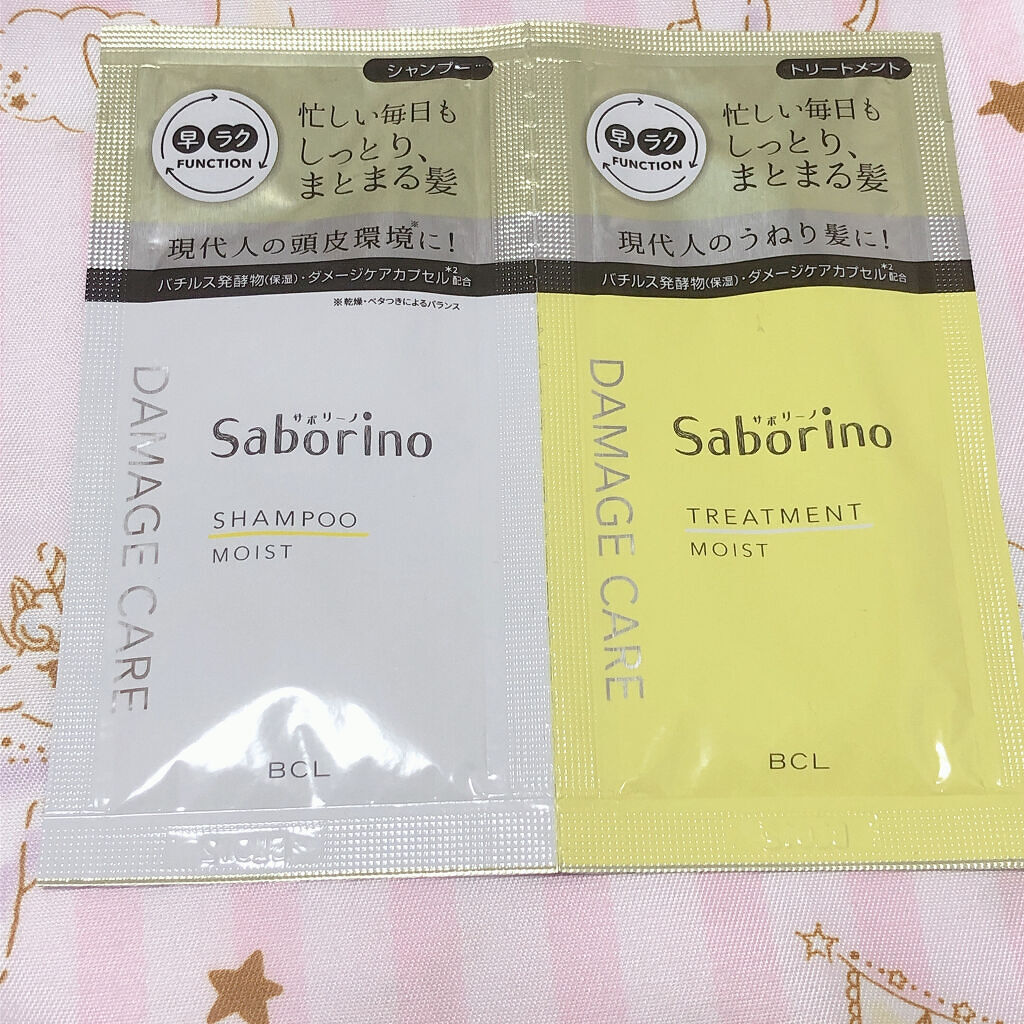 シャンプー
早 ラク
FUNCTION
忙しい毎日も
しっとり、
まとまる髪
現代人の頭皮環境※に!
バチルス発酵物(保湿)・ダメージケアカプセル*2配合
※乾燥・ベタつきによるバランス
DAMAGE CARE
サボリーノ
Saborino
SHAMPOO
MOIST
BCL
トリートメント
早 ラク
FUNCTION
忙しい毎日も
しっとり、
まとまる髪
現代人のうねり髪に!
バチルス発酵物(保湿)・ダメージケアカプセル*2配合
DAMAGE CARE
サボリーノ
Saborino
TREATMENT
MOIST
BCL